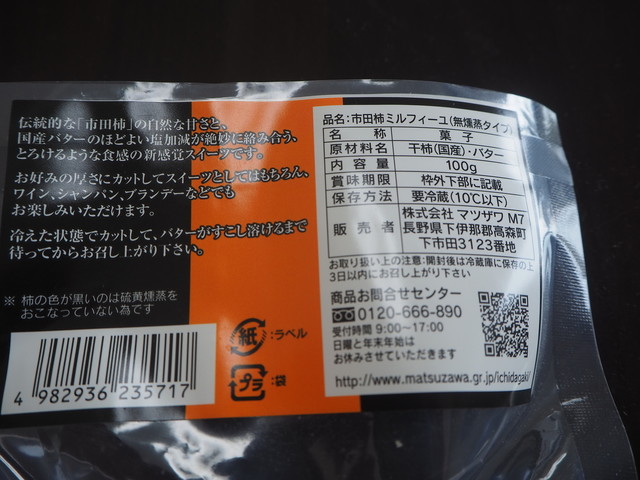 伝統的な「市田柿」の自然な甘さと、
国産バターのほどよい塩加減が絶妙に絡み合う、
とろけるような食感の新感覚スイーツです。
お好みの厚さにカットしてスイーツとしてはもちろん、
ワイン、シャンパン、ブランデーなどでも
お楽しみいただけます。
冷えた状態でカットして、バターがすこし溶けるまで
待ってからお召し上がり下さい。
※ 柿の色が黒いのは硫黄燻蒸を
おこなっていない為です
4 982936 235717
紙 :ラベル
プラ :袋
品名:市田柿ミルフィーユ(無燻蒸タイプ)
名称 菓子
原材料名 干柿(国産)・バター
内容量 100g
賞味期限 枠外下部に記載
保存方法 要冷蔵(10℃以下)
販売者 株式会社 マツザワ M7
長野県下伊那郡高森町
下市田3123番地
お取り扱い上の注意:開封後は冷蔵庫に保存の上
3日以内にお召し上がりください
商品お問合せセンター
0120-666-890
受付時間 9:00〜17:00
日曜と年末年始は
お休みさせていただきます
http://www.matsuzawa.gr.jp/ichidagaki/